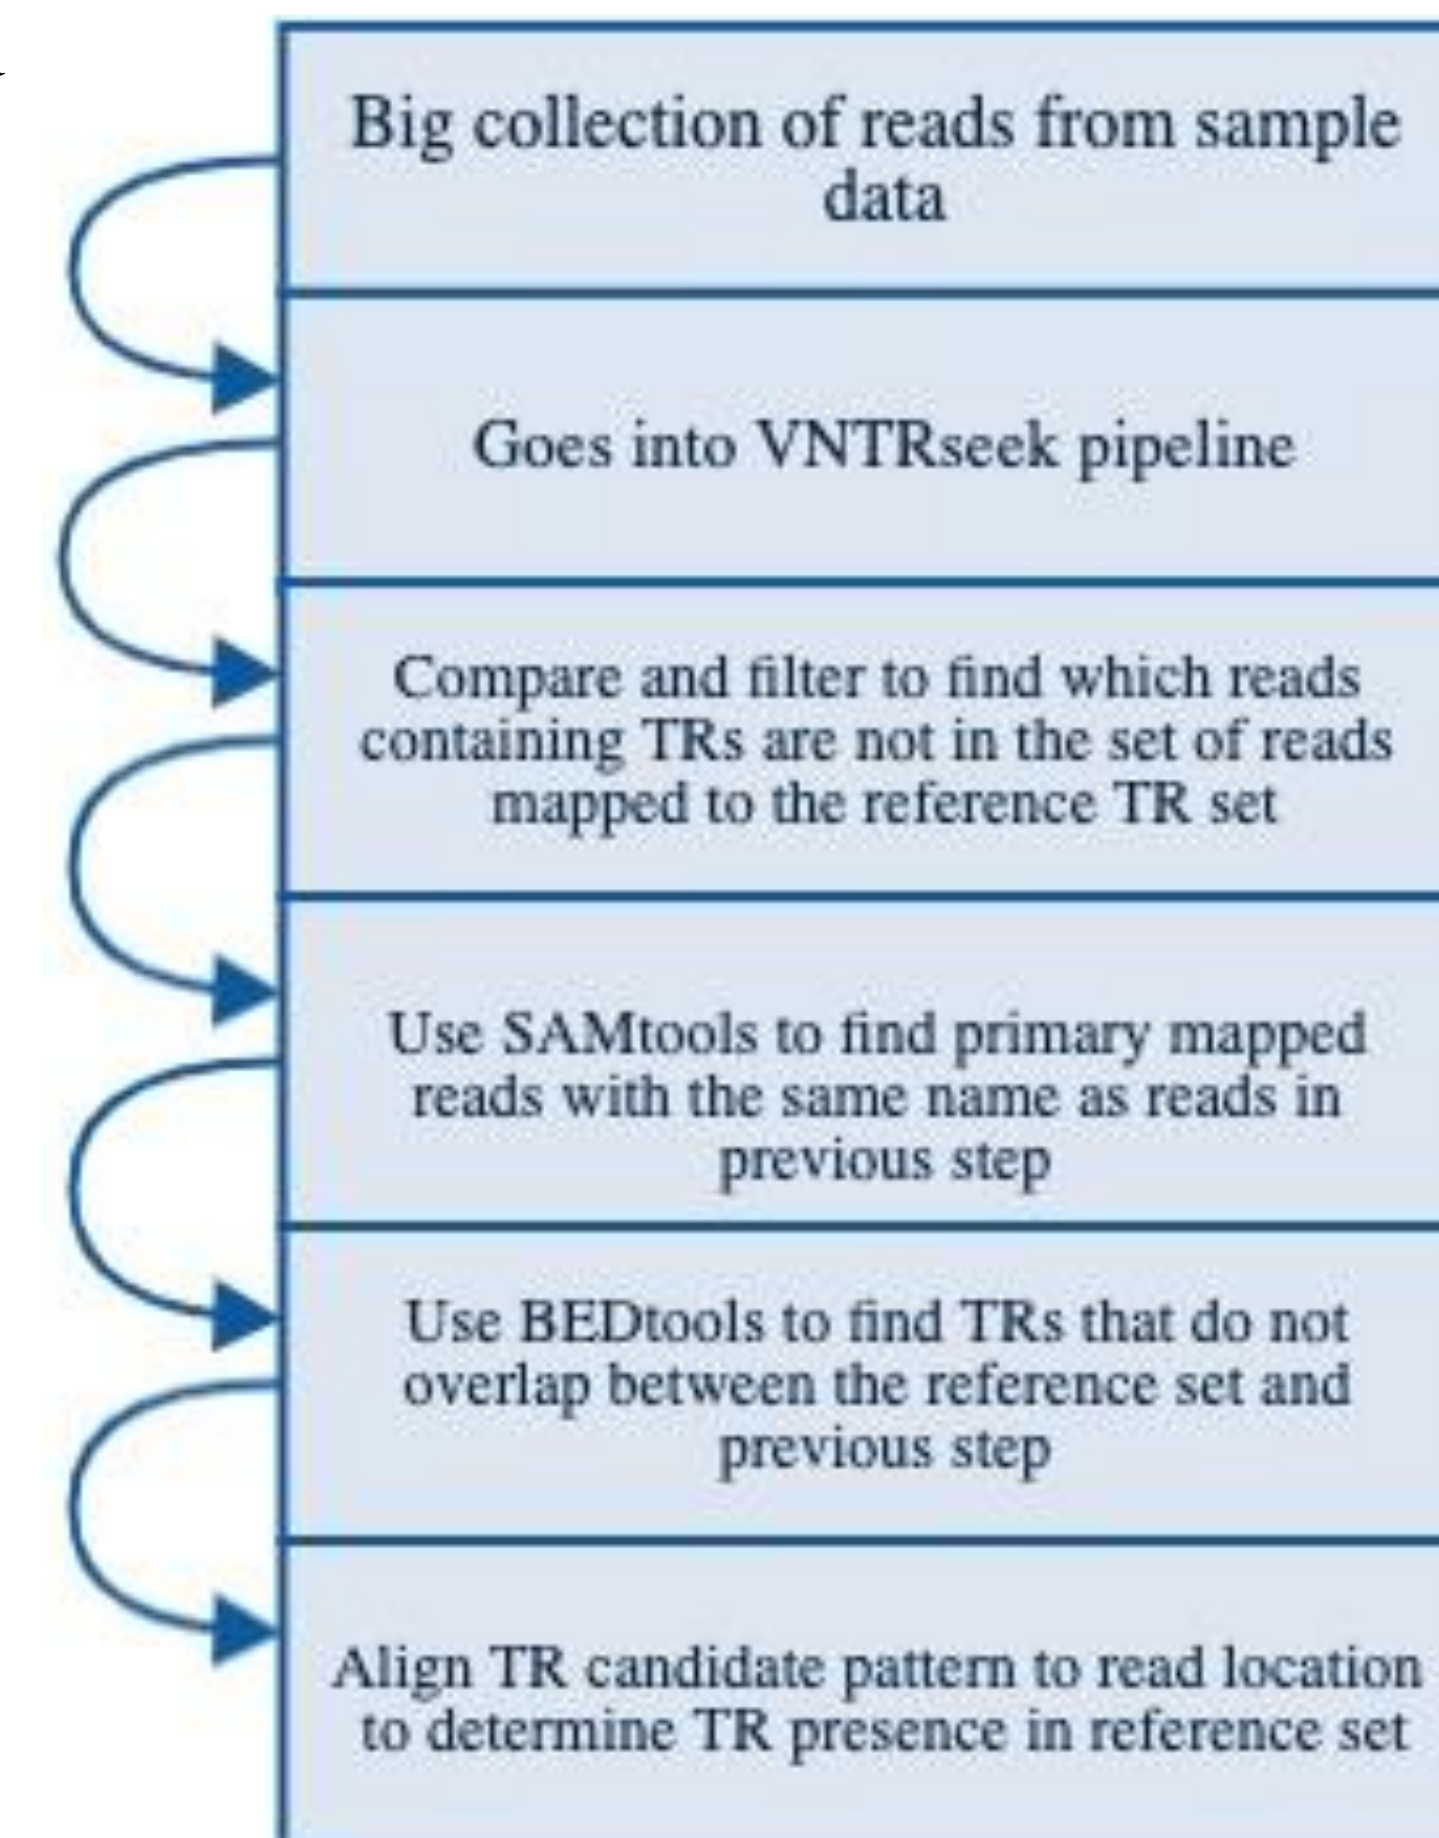 Big collection of reads from sample
data
Goes into VNTRseek pipeline
Compare and filter to find which reads
containing TRs are not in the set of reads
mapped to the reference TR set
Use SAMtools to find primary mapped
reads with the same name as reads in
previous step
Use BEDtools to find TRs that do not
overlap between the reference set and
previous step
Align TR candidate pattern to read location
to determine TR presence in reference set